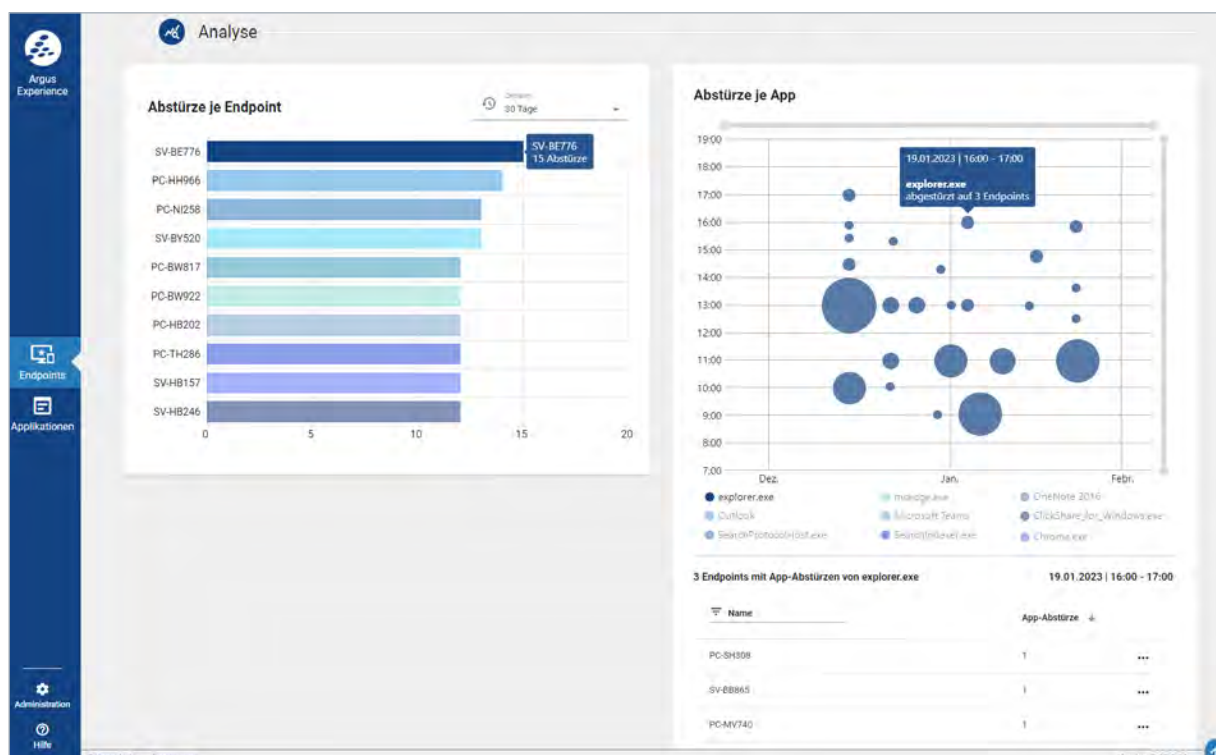 Analyse
Argus
Experience
Endpoints
Applikationen
Administration
Hilfe
Abstürze je Endpoint
30 Tage
SV-BE776
PC-HH966
PC-NI258
SV-BY520
PC-BW817
PC-BW922
PC-HB202
PC-TH286
SV-HB157
SV-HB246
SV-BE776
15 Abstürze
0 5 10 15 20
Abstürze je App
19:00
18:00
17:00
16:00
15:00
14:00
13:00
12:00
11:00
10:00
9:00
8:00
7:00
19.01.2023 | 16:00 - 17:00
explorer.exe
abgestürzt auf 3 Endpoints
Dez. Jan. Febr.
explorer.exe msedge.exe OneNote 2016
Outlook Microsoft Teams ClickShare_for_Windows.exe
SearchProtocolHost.exe Chrome.exe
3 Endpoints mit App-Abstürzen von explorer.exe 19.01.2023 | 16:00 - 17:00
Name App-Abstürze
PC-SH308 1
SV-BB865 1
PC-MV740 1